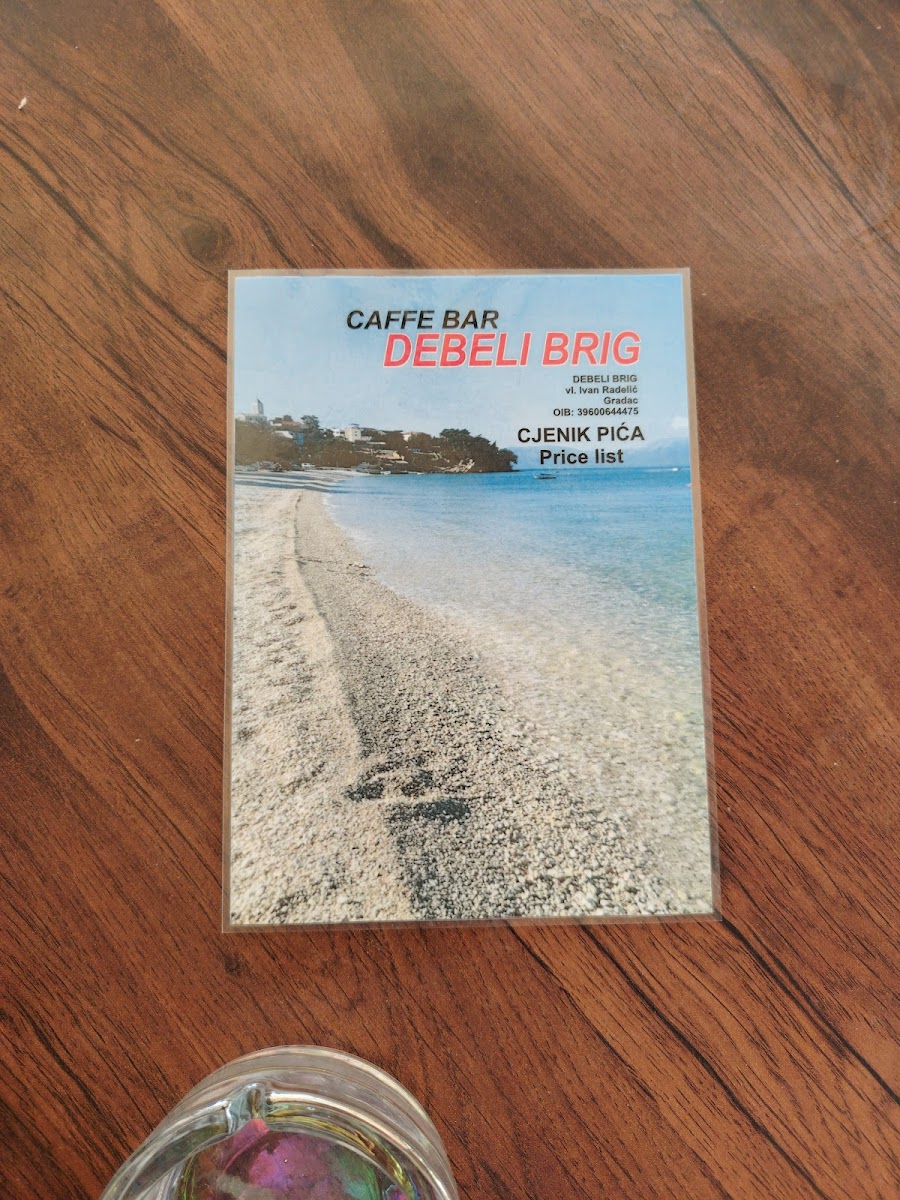 CAFFE BAR
DEBELI BRIG
DEBELI BRIG
vl. Ivan Radelić
Gradac
OIB: 39600644475
CJENIK PIĆA
Price list